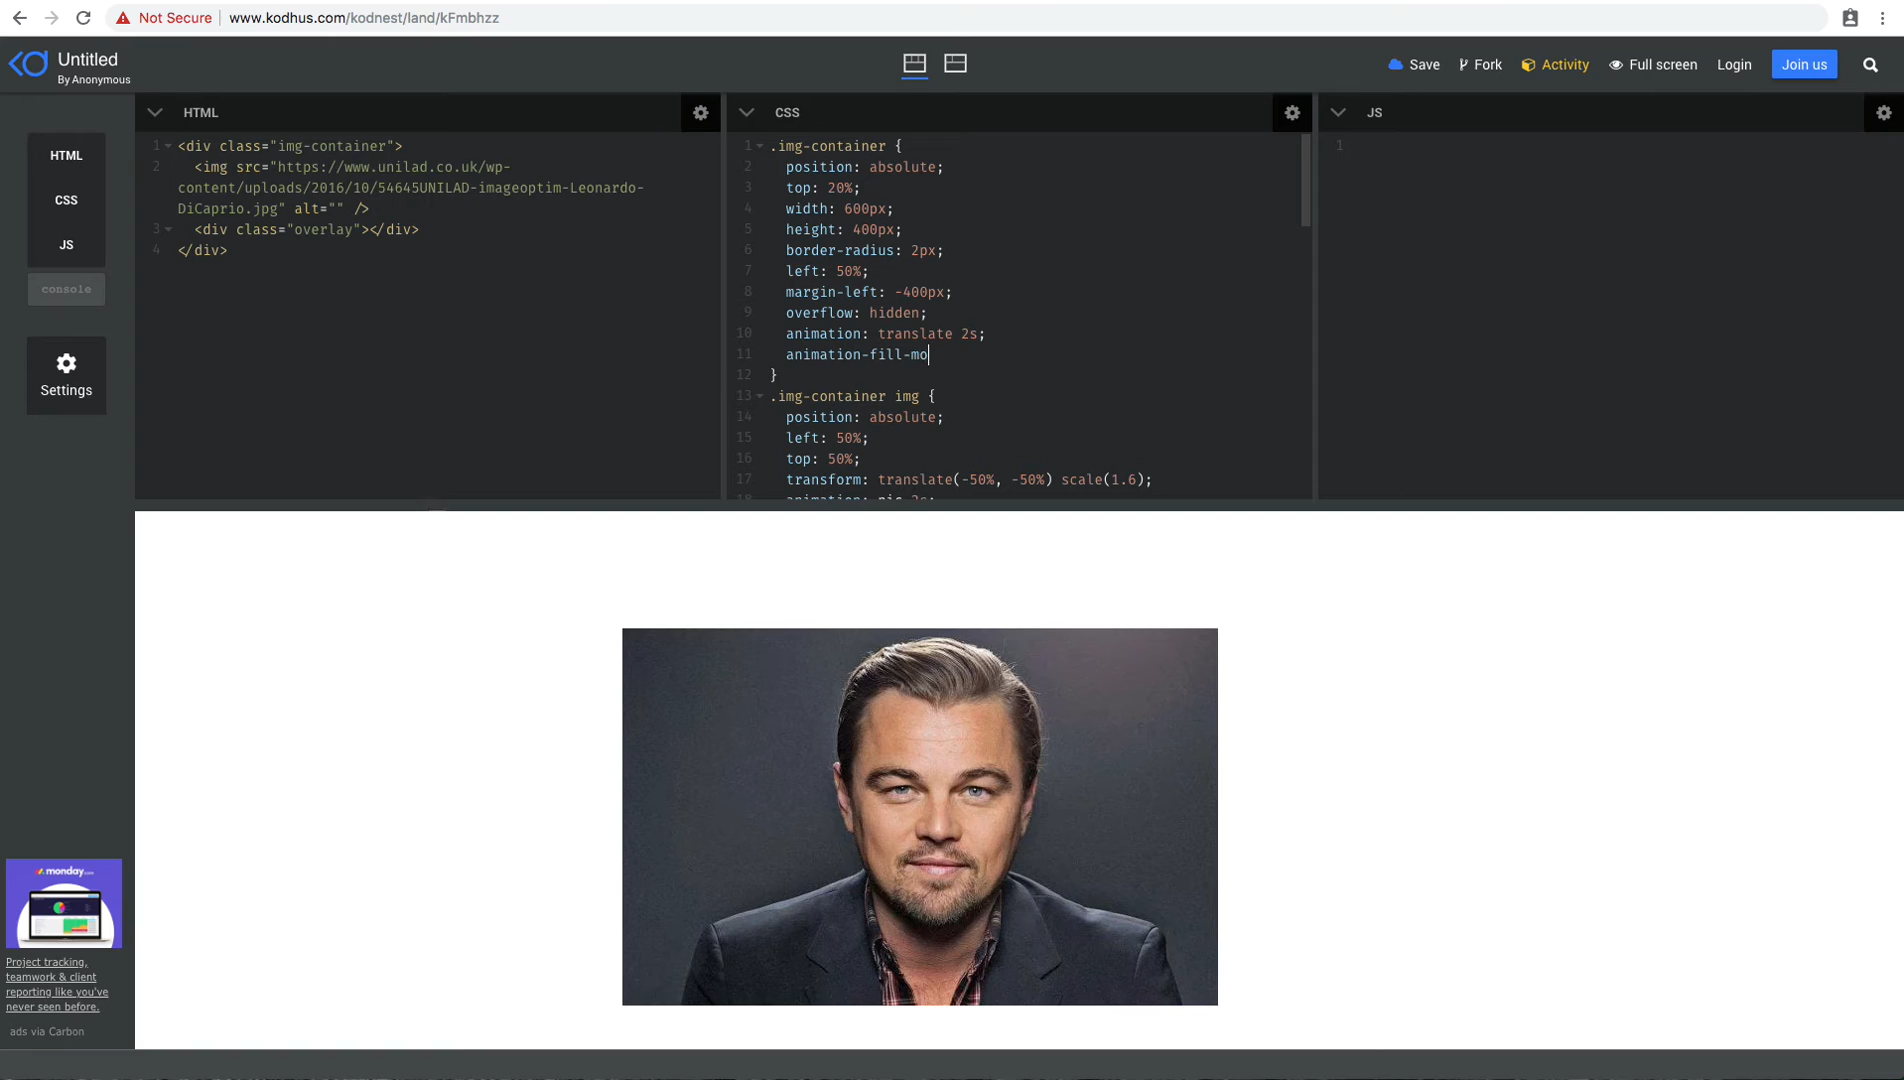 Not Secure
www.kodhus.com/kodnest/land/kFmbhzz
Untitled
By Anonymous
Save
Fork
Activity
Full screen
Login
Join us
HTML
CSS
JS
HTML
CSS
JS
console
Settings
1 <div class="img-container">
2 <img src="https://www.unilad.co.uk/wp-
content/uploads/2016/10/54645UNILAD-imageoptim-Leonardo-
DiCaprio.jpg" alt="" />
3 <div class="overlay"></div>
4 </div>
1 .img-container {
2 position: absolute;
3 top: 20%;
4 width: 600px;
5 height: 400px;
6 border-radius: 2px;
7 left: 50%;
8 margin-left: -400px;
9 overflow: hidden;
10 animation: translate 2s;
11 animation-fill-mo
12 }
13 .img-container img {
14 position: absolute;
15 left: 50%;
16 top: 50%;
17 transform: translate(-50%, -50%) scale(1.6);
18 animation: pic 2s;
1
monday.com
Project tracking,
teamwork & client
reporting like you've
never seen before.
ads via Carbon